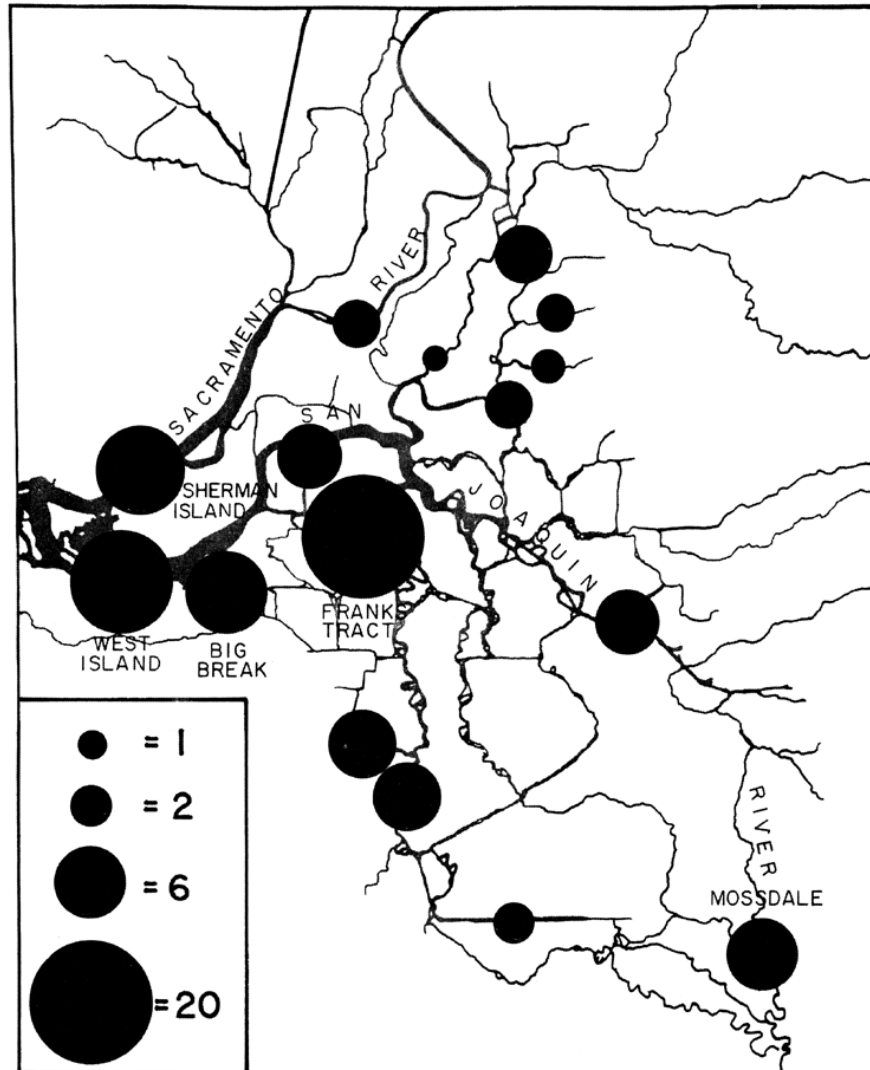 SACRAMENTO
RIVER
SAN
JOAQUIN
SHERMAN
ISLAND
FRANKS
TRACT
WEST
ISLAND
BIG
BREAK
RIVER
MOSSDALE
= 1
= 2
= 6
= 20